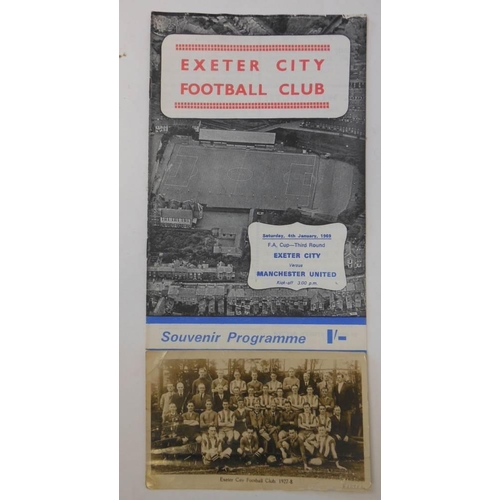 EXETER CITY
FOOTBALL CLUB
Saturday, 4th January, 1969
F.A. Cup—Third Round
EXETER CITY
Versus
MANCHESTER UNITED
Kick-off 3.00 p.m.
Souvenir Programme 1/-
Exeter City Football Club 1927-8